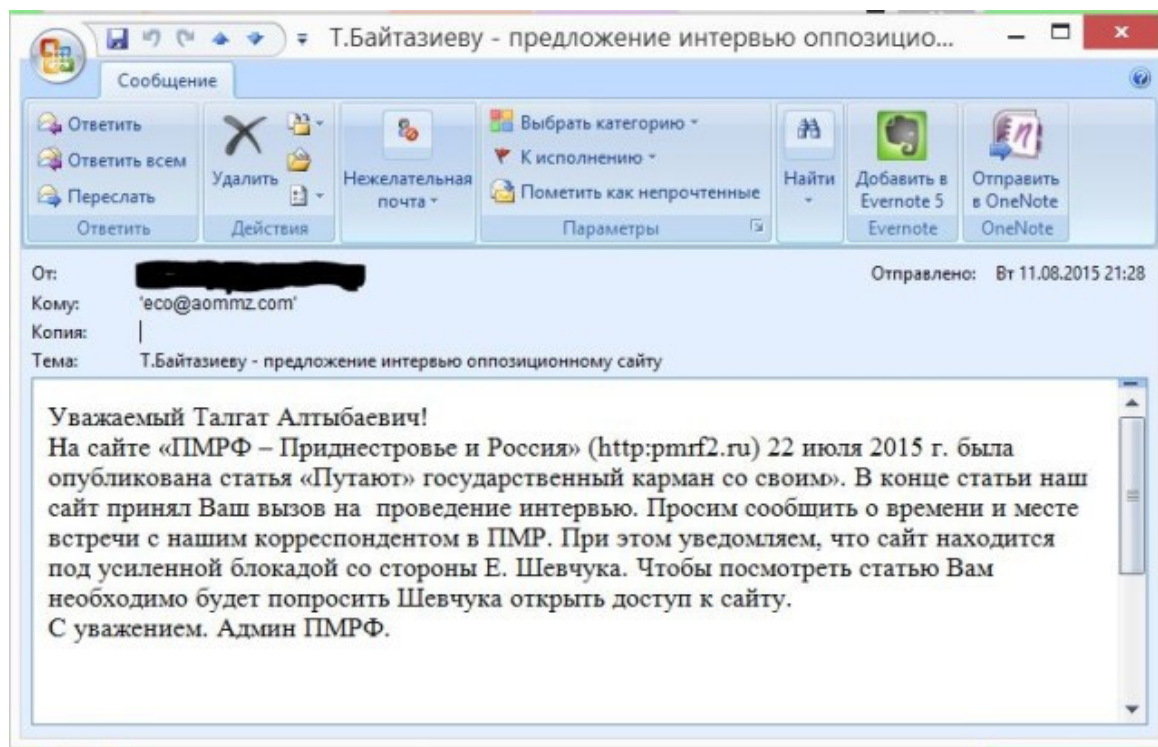 Т.Байтазиеву - предложение интервью оппозицио...
Сообщение
Ответить
Ответить всем
Переслать
Ответить
Удалить
Действия
Нежелательная
почта
Выбрать категорию
К исполнению
Пометить как непрочтенные
Параметры
Найти
Добавить в
Evernote 5
Evernote
Отправить
в OneNote
OneNote
От:
Отправлено: Вт 11.08.2015 21:28
Кому: 'eco@aommz.com'
Копия:
Тема: Т.Байтазиеву - предложение интервью оппозиционному сайту
Уважаемый Талгат Алтыбаевич!
На сайте «ПМРФ – Приднестровье и Россия» (http:pmrf2.ru) 22 июля 2015 г. была
опубликована статья «Путают» государственный карман со своим». В конце статьи наш
сайт принял Ваш вызов на проведение интервью. Просим сообщить о времени и месте
встречи с нашим корреспондентом в ПМР. При этом уведомляем, что сайт находится
под усиленной блокадой со стороны Е. Шевчука. Чтобы посмотреть статью Вам
необходимо будет попросить Шевчука открыть доступ к сайту.
С уважением. Админ ПМРФ.